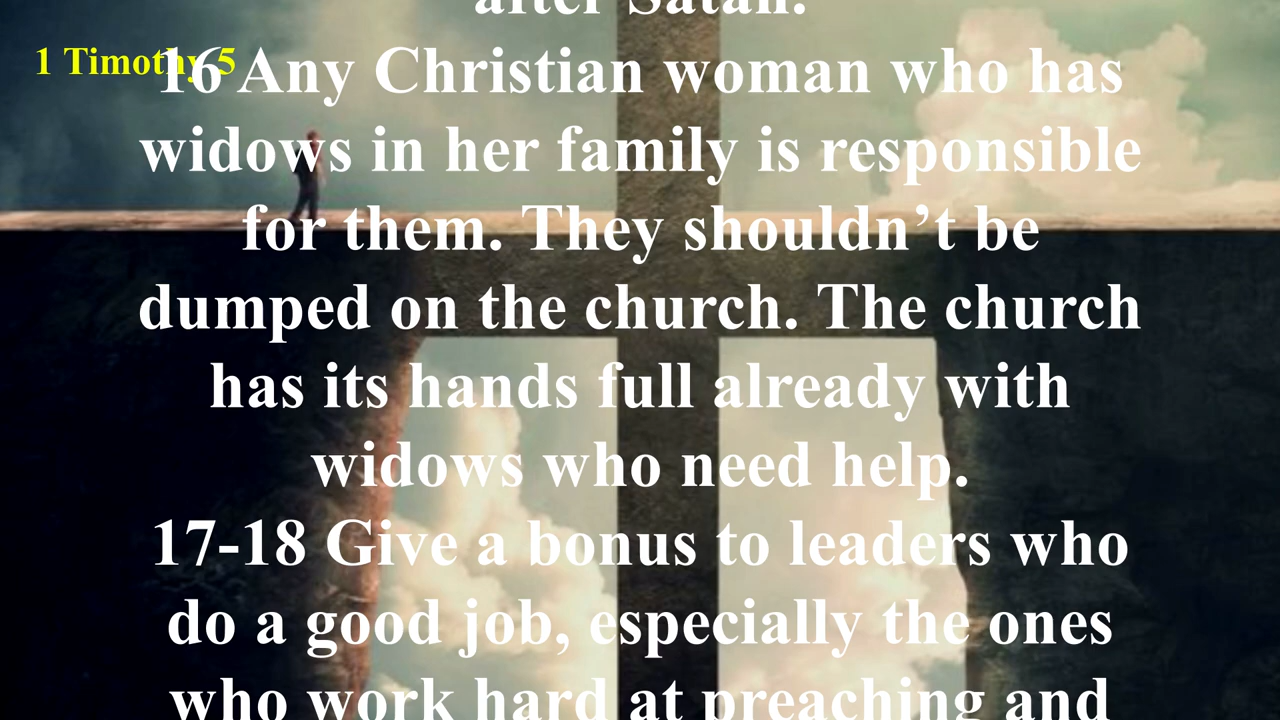 after Satan.
1 Timothy 5
16 Any Christian woman who has
widows in her family is responsible
for them. They shouldn’t be
dumped on the church. The church
has its hands full already with
widows who need help.
17-18 Give a bonus to leaders who
do a good job, especially the ones
who work hard at preaching and